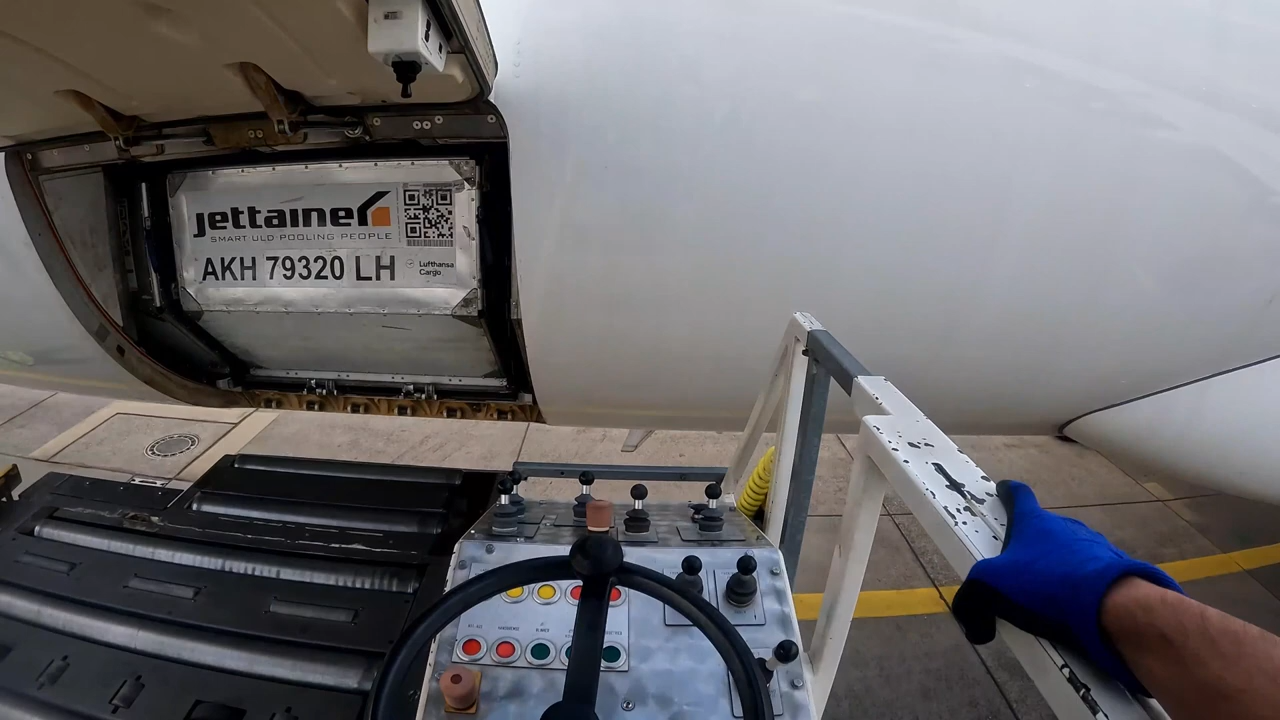 jettainer
SMART ULD POOLING PEOPLE
AKH 79320 LH
Lufthansa
Cargo